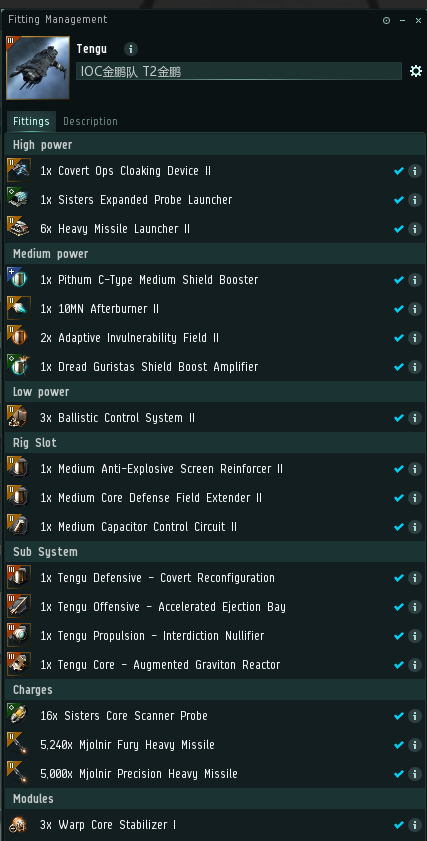 Fitting Management
Tengu
IOC金鹏队 T2金鹏
Fittings Description
High power
1x Covert Ops Cloaking Device II
1x Sisters Expanded Probe Launcher
6x Heavy Missile Launcher II
Medium power
1x Pithum C-Type Medium Shield Booster
1x 10MN Afterburner II
2x Adaptive Invulnerability Field II
1x Dread Guristas Shield Boost Amplifier
Low power
3x Ballistic Control System II
Rig Slot
1x Medium Anti-Explosive Screen Reinforcer II
1x Medium Core Defense Field Extender II
1x Medium Capacitor Control Circuit II
Sub System
1x Tengu Defensive - Covert Reconfiguration
1x Tengu Offensive - Accelerated Ejection Bay
1x Tengu Propulsion - Interdiction Nullifier
1x Tengu Core - Augmented Graviton Reactor
Charges
16x Sisters Core Scanner Probe
5,240x Mjolnir Fury Heavy Missile
5,000x Mjolnir Precision Heavy Missile
Modules
3x Warp Core Stabilizer I